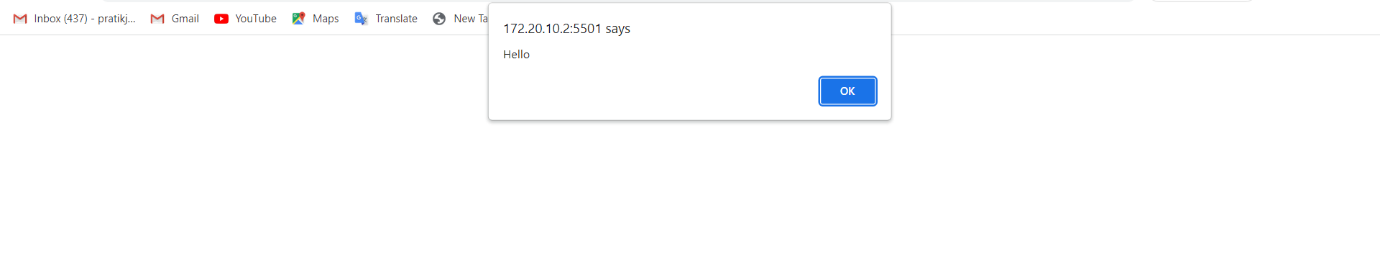 Inbox (437) - pratikj... Gmail YouTube Maps Translate New Ta
172.20.10.2:5501 says
Hello
OK